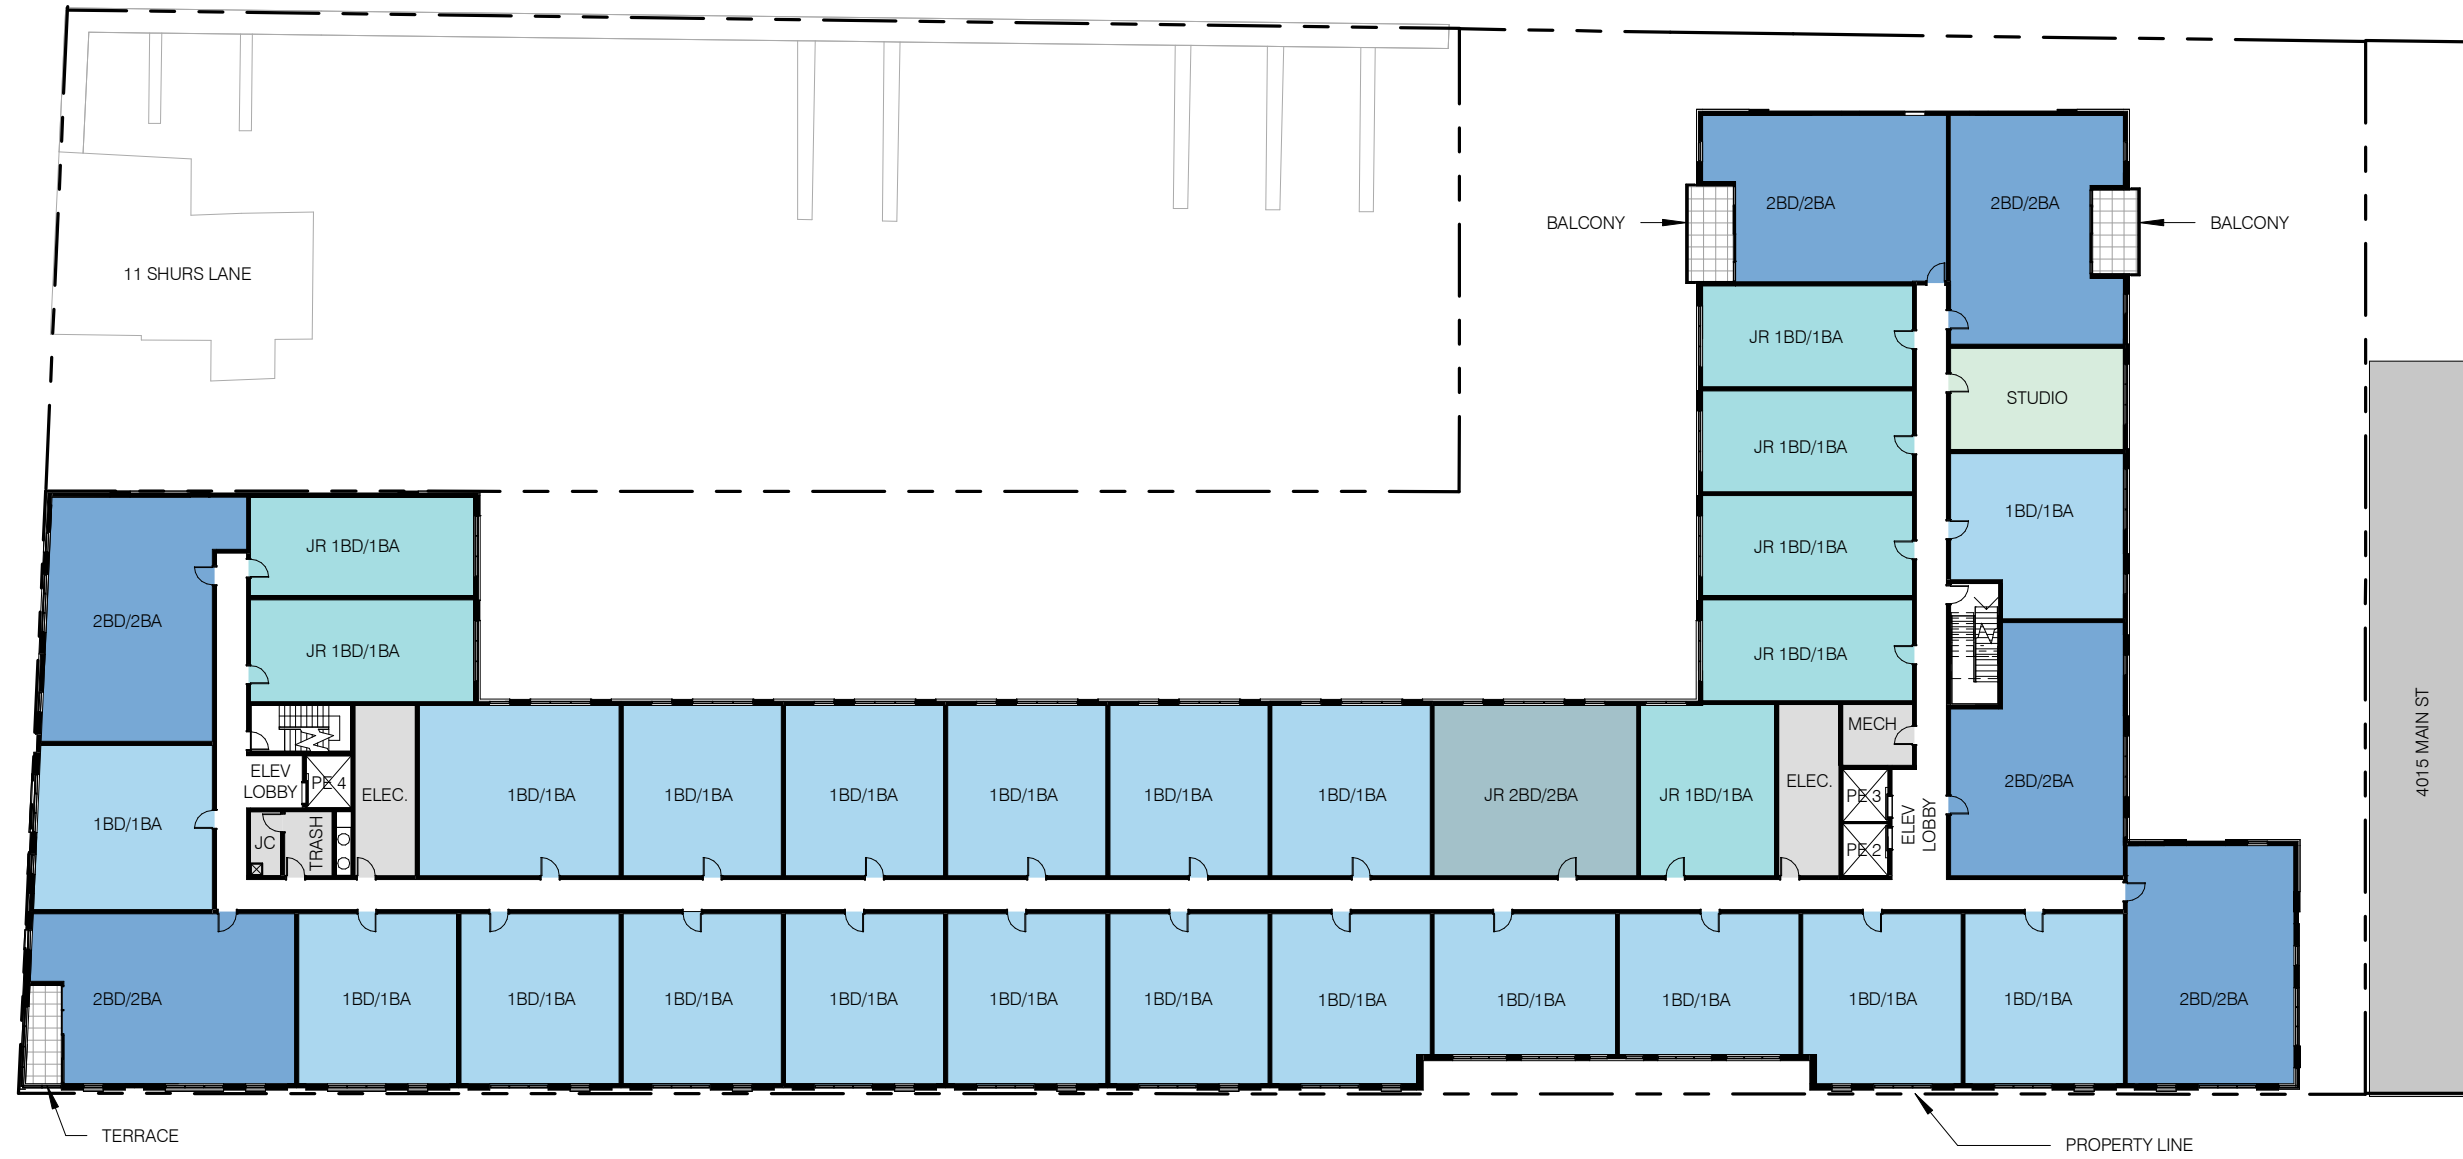 2BD/2BA
2BD/2BA
BALCONY
BALCONY
11 SHURS LANE
JR 1BD/1BA
STUDIO
JR 1BD/1BA
1BD/1BA
JR 1BD/1BA
JR 1BD/1BA
2BD/2BA
JR 1BD/1BA
JR 1BD/1BA
JR 1BD/1BA
MECH
4015 MAIN ST
ELEV
LOBBY
PE 4
ELEC.
1BD/1BA
1BD/1BA
1BD/1BA
1BD/1BA
1BD/1BA
1BD/1BA
JR 2BD/2BA
JR 1BD/1BA
ELEC.
PE 3
PE 2
ELEV
LOBBY
2BD/2BA
1BD/1BA
JC
TRASH
2BD/2BA
1BD/1BA
1BD/1BA
1BD/1BA
1BD/1BA
1BD/1BA
1BD/1BA
1BD/1BA
1BD/1BA
1BD/1BA
1BD/1BA
1BD/1BA
2BD/2BA
TERRACE
PROPERTY LINE